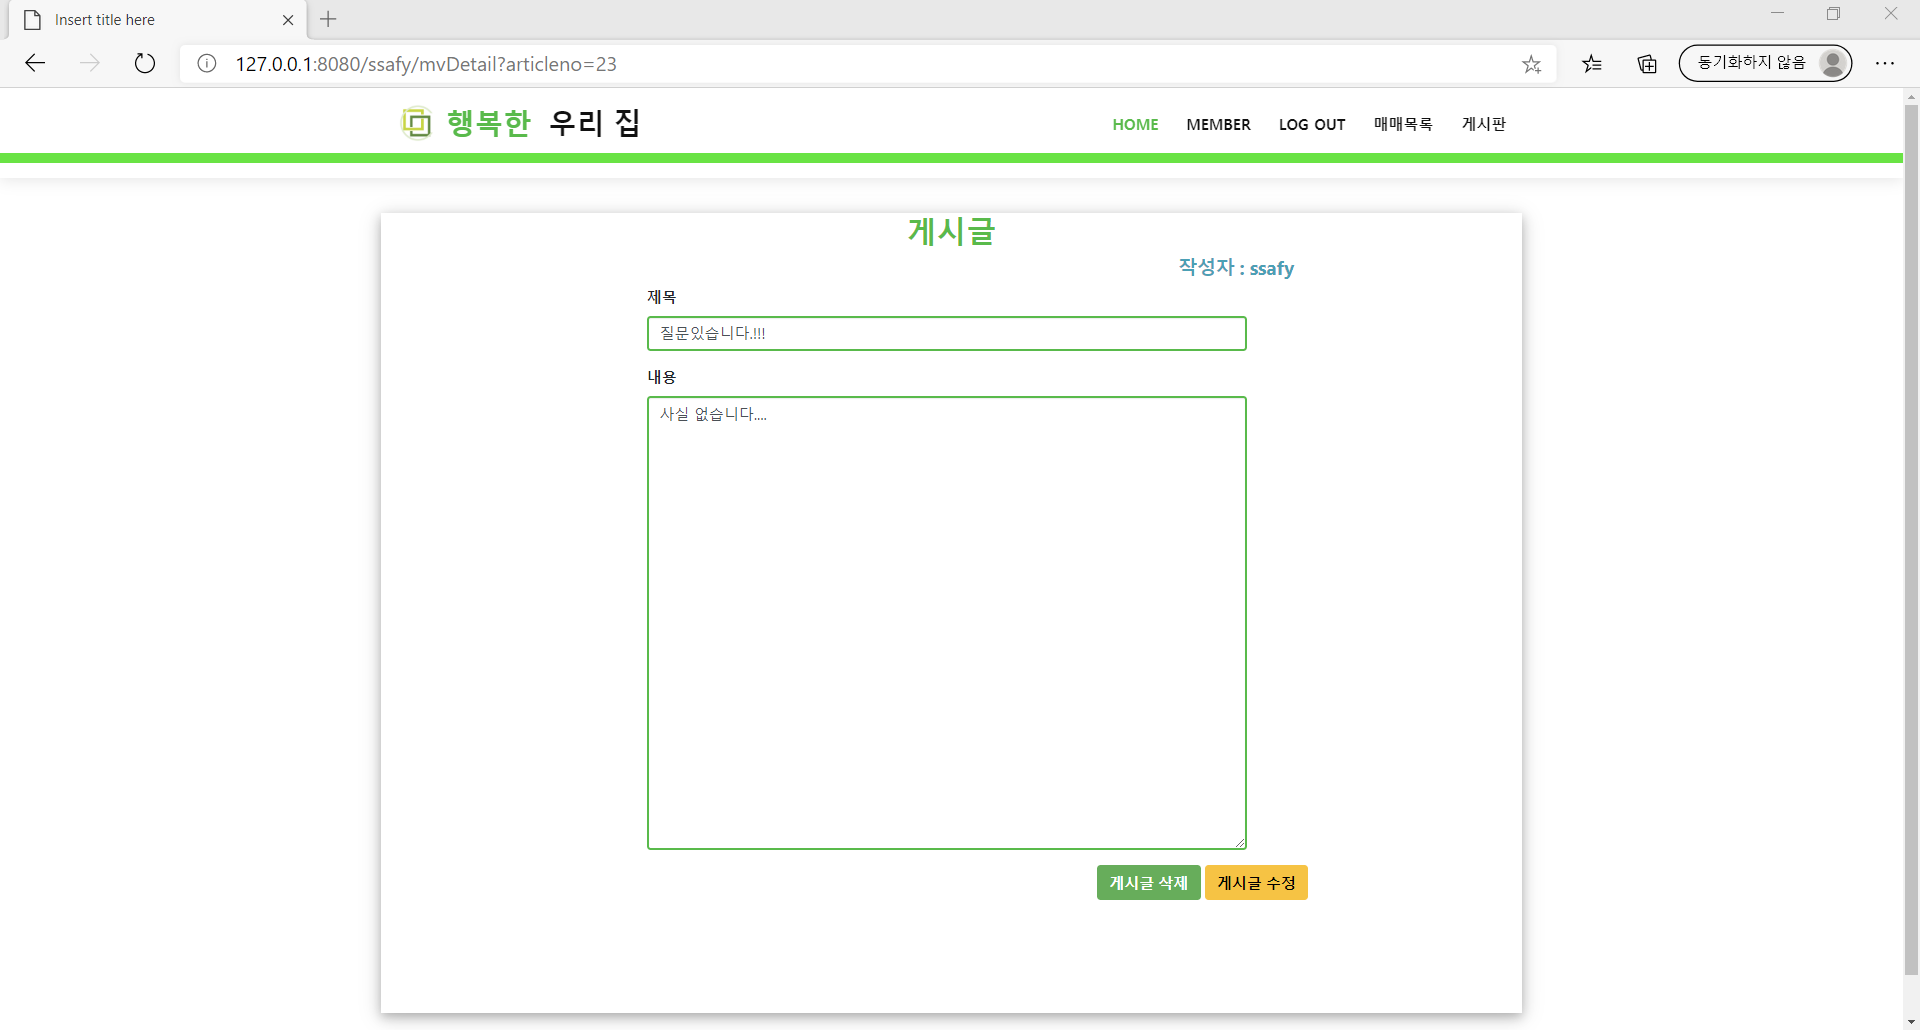 Insert title here
127.0.0.1:8080/ssafy/mvDetail?articleno=23
동기화하지 않음
행복한 우리 집
HOME MEMBER LOG OUT 매매목록 게시판
게시글
작성자 : ssafy
제목
질문있습니다.!!!
내용
사실 없습니다....
게시글 삭제 게시글 수정